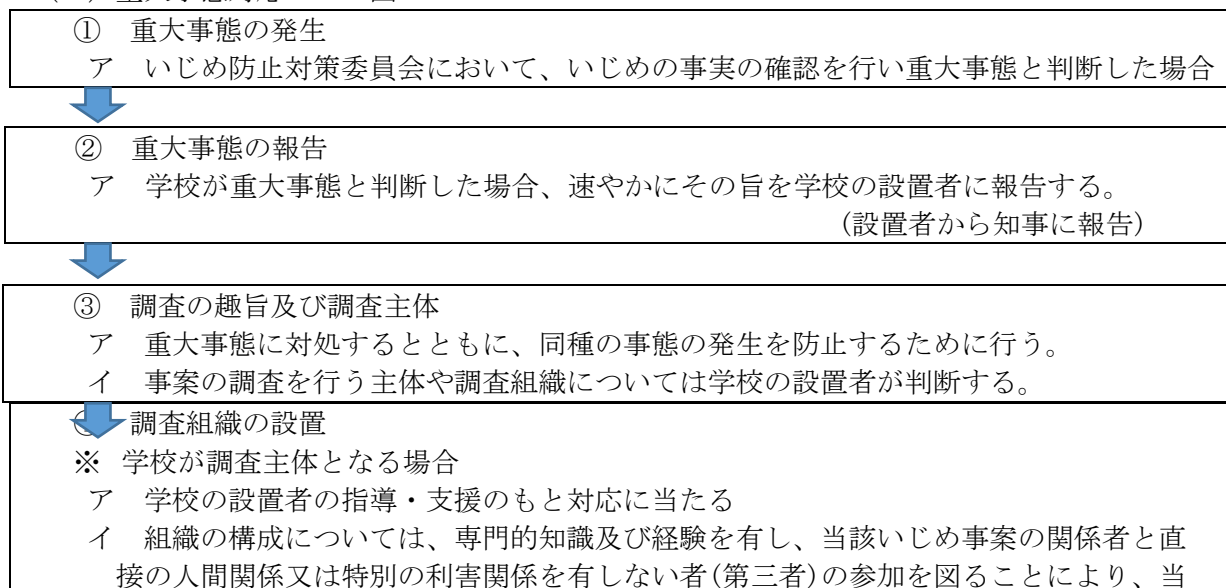 ① 重大事態の発生
ア いじめ防止対策委員会において、いじめの事実の確認を行い重大事態と判断した場合
② 重大事態の報告
ア 学校が重大事態と判断した場合、速やかにその旨を学校の設置者に報告する。
(設置者から知事に報告)
③ 調査の趣旨及び調査主体
ア 重大事態に対処するとともに、同種の事態の発生を防止するために行う。
イ 事案の調査を行う主体や調査組織については学校の設置者が判断する。
調査組織の設置
※ 学校が調査主体となる場合
ア 学校の設置者の指導・支援のもと対応に当たる
イ 組織の構成については、専門的知識及び経験を有し、当該いじめ事案の関係者と直
接の人間関係又は特別の利害関係を有しない者(第三者)の参加を図ることにより、当